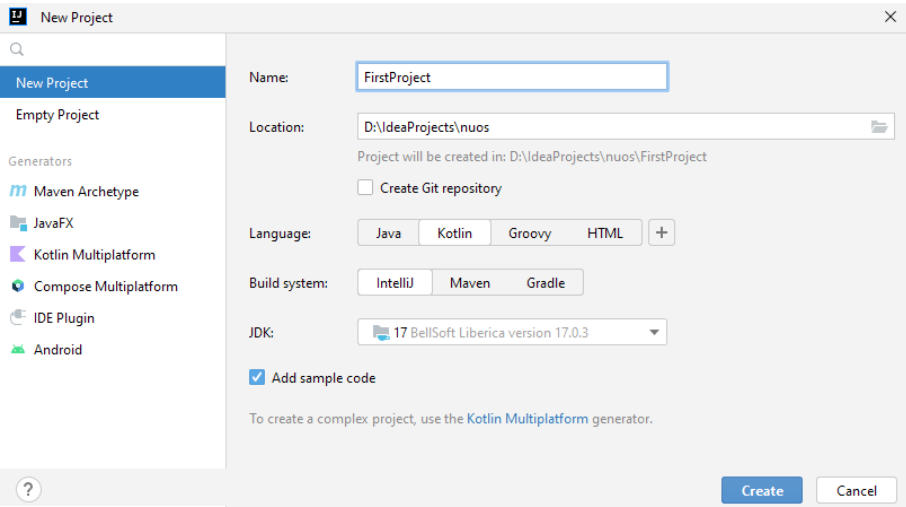 New Project
New Project
Empty Project
Generators
Maven Archetype
JavaFX
Kotlin Multiplatform
Compose Multiplatform
IDE Plugin
Android
Name: FirstProject
Location: D:\IdeaProjects\nuos
Project will be created in: D:\IdeaProjects\nuos\FirstProject
Create Git repository
Language: Java Kotlin Groovy HTML +
Build system: IntelliJ Maven Gradle
JDK: 17 BellSoft Liberica version 17.0.3
Add sample code
To create a complex project, use the Kotlin Multiplatform generator.
? Create Cancel